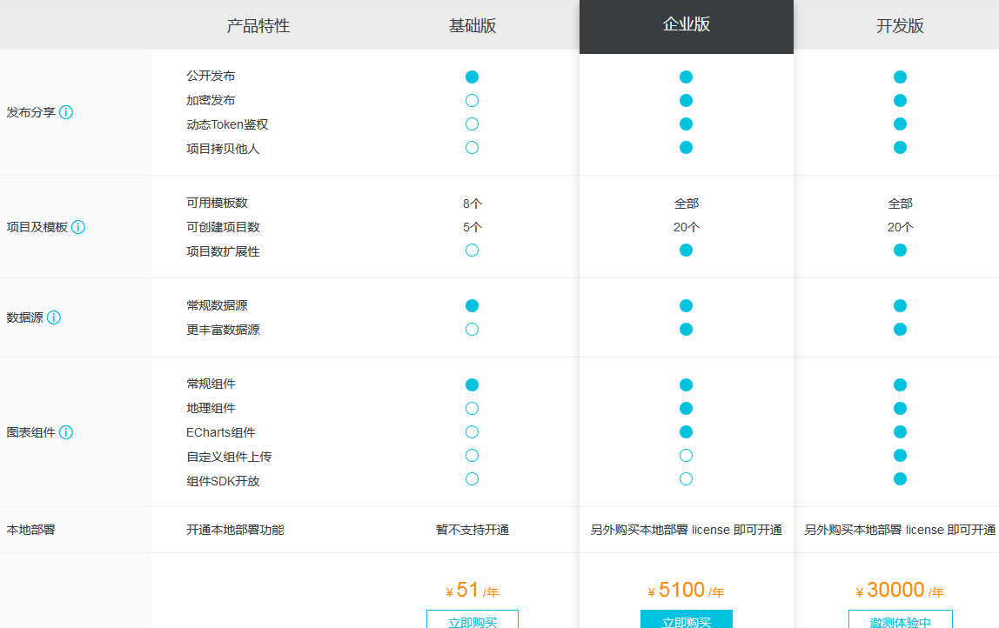 产品特性 基础版 企业版 开发版
公开发布
加密发布
发布分享
动态Token鉴权
项目拷贝他人
可用模板数 8个 全部 全部
项目及模板 可创建项目数 5个 20个 20个
项目数扩展性
常规数据源
数据源
更丰富数据源
常规组件
地理组件
图表组件 ECharts组件
自定义组件上传
组件SDK开放
本地部署 开通本地部署功能 暂不支持开通 另外购买本地部署 license 即可开通 另外购买本地部署 license 即可开通
¥51/年 ¥5100/年 ¥30000/年
立即购买 立即购买 邀测体验中